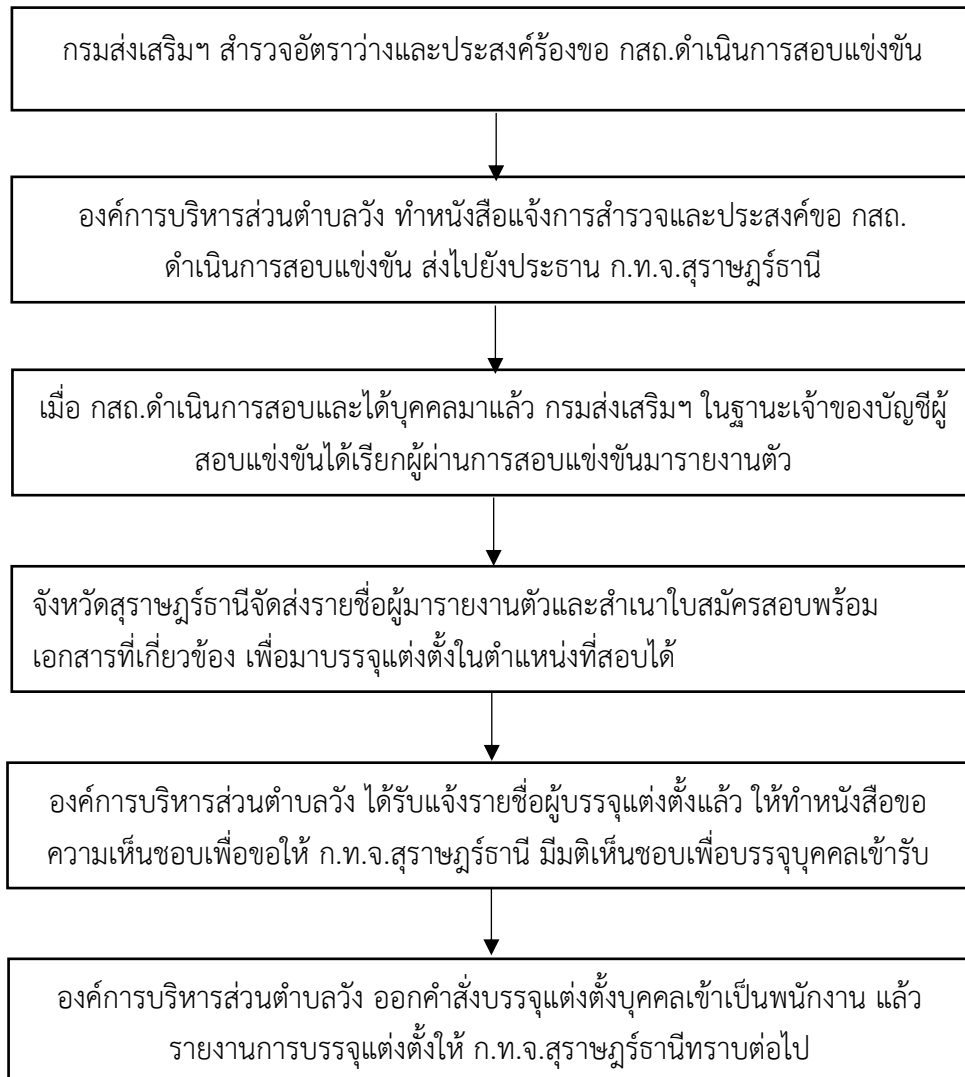 กรมส่งเสริมฯ สำรวจอัตราว่างและประสงค์ร้องขอ กสถ.ดำเนินการสอบแข่งขัน
องค์การบริหารส่วนตำบลวัง ทำหนังสือแจ้งการสำรวจและประสงค์ขอ กสถ.
ดำเนินการสอบแข่งขัน ส่งไปยังประธาน ก.ท.จ.สุราษฎร์ธานี
เมื่อ กสถ.ดำเนินการสอบและได้บุคคลมาแล้ว กรมส่งเสริมฯ ในฐานะเจ้าของบัญชีผู้
สอบแข่งขันได้เรียกผู้ผ่านการสอบแข่งขันมารายงานตัว
จังหวัดสุราษฎร์ธานีจัดส่งรายชื่อผู้มารายงานตัวและสำเนาใบสมัครสอบพร้อม
เอกสารที่เกี่ยวข้อง เพื่อมาบรรจุแต่งตั้งในตำแหน่งที่สอบได้
องค์การบริหารส่วนตำบลวัง ได้รับแจ้งรายชื่อผู้บรรจุแต่งตั้งแล้ว ให้ทำหนังสือขอ
ความเห็นชอบเพื่อขอให้ ก.ท.จ.สุราษฎร์ธานี มีมติเห็นชอบเพื่อบรรจุบุคคลเข้ารับ
องค์การบริหารส่วนตำบลวัง ออกคำสั่งบรรจุแต่งตั้งบุคคลเข้าเป็นพนักงาน แล้ว
รายงานการบรรจุแต่งตั้งให้ ก.ท.จ.สุราษฎร์ธานีทราบต่อไป